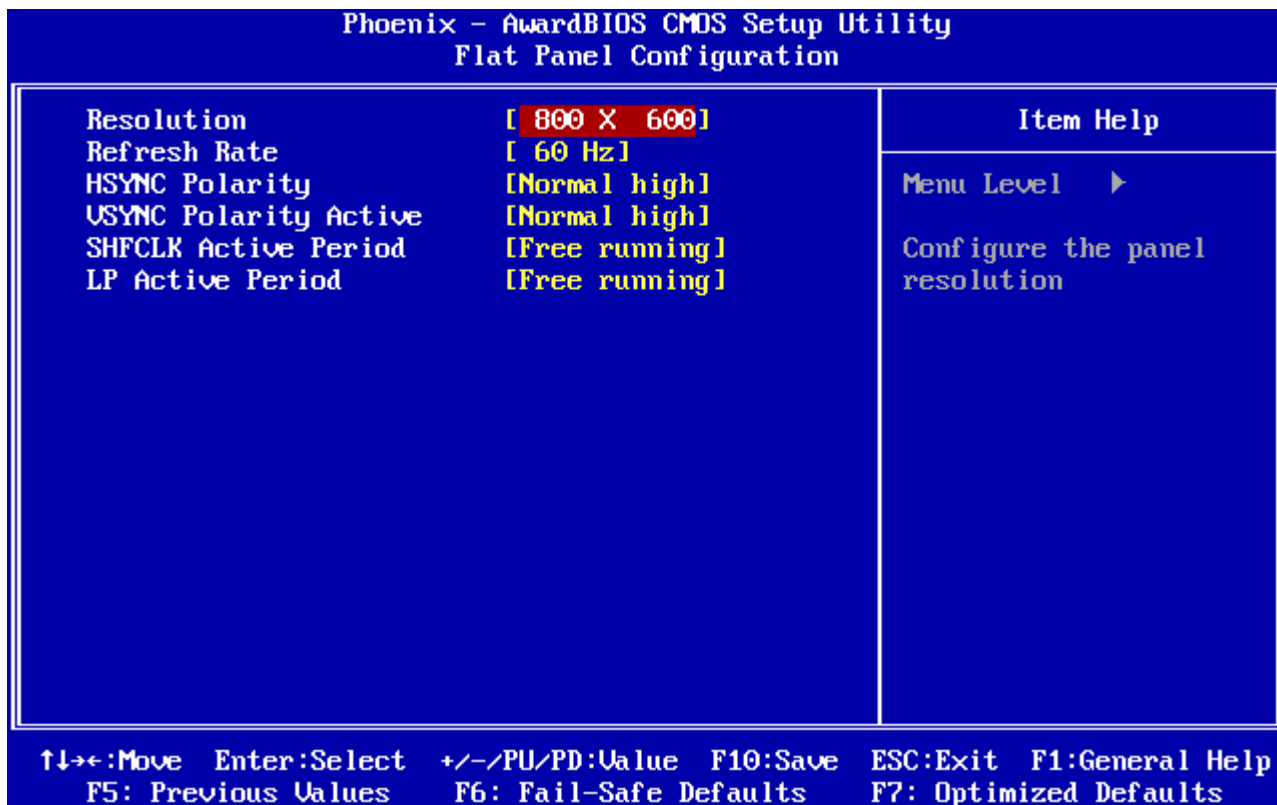 Phoenix - AwardBIOS CMOS Setup Utility
Flat Panel Configuration
Resolution [ 800 X  600]
Refresh Rate [ 60 Hz]
HSYNC Polarity [Normal high]
VSYNC Polarity Active [Normal high]
SHFCLK Active Period [Free running]
LP Active Period [Free running]
Item Help
Menu Level ▶
Configure the panel
resolution
↑↓→←:Move Enter:Select +/-/PU/PD:Value F10:Save ESC:Exit F1:General Help
F5: Previous Values F6: Fail-Safe Defaults F7: Optimized Defaults